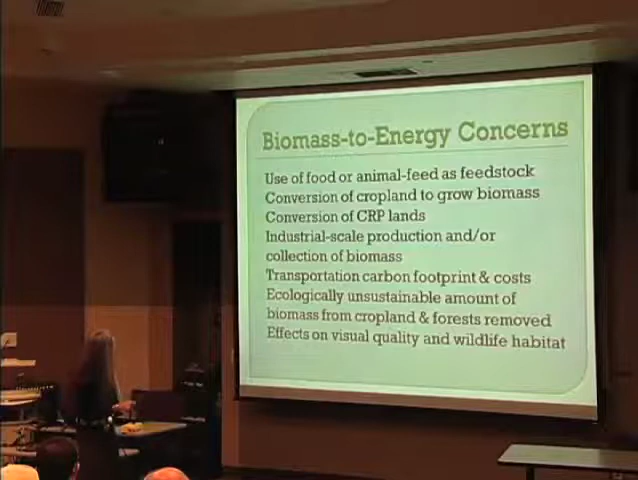 Biomass-to-Energy Concerns
Use of food or animal-feed as feedstock
Conversion of cropland to grow biomass
Conversion of CRP lands
Industrial-scale production and/or
collection of biomass
Transportation carbon footprint & costs
Ecologically unsustainable amount of
biomass from cropland & forests removed
Effects on visual quality and wildlife habitat